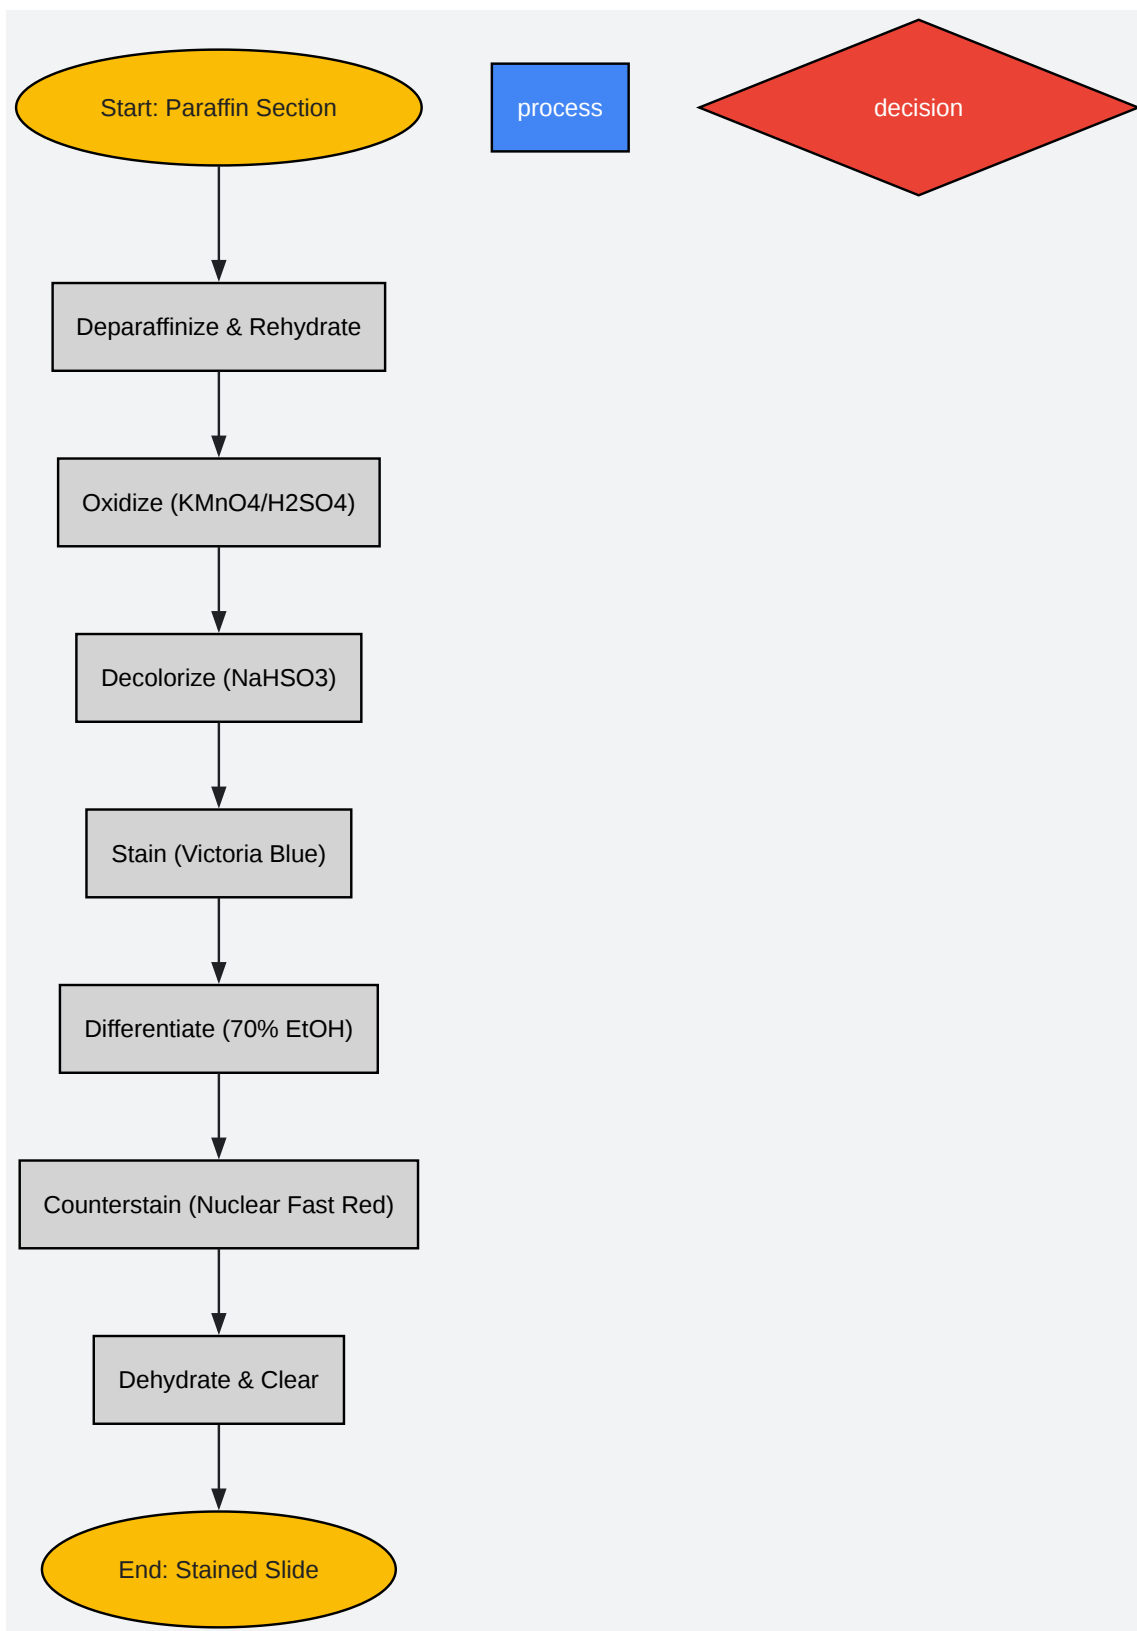 Start: Paraffin Section
process
decision
Deparaffinize & Rehydrate
Oxidize (KMnO4/H2SO4)
Decolorize (NaHSO3)
Stain (Victoria Blue)
Differentiate (70% EtOH)
Counterstain (Nuclear Fast Red)
Dehydrate & Clear
End: Stained Slide